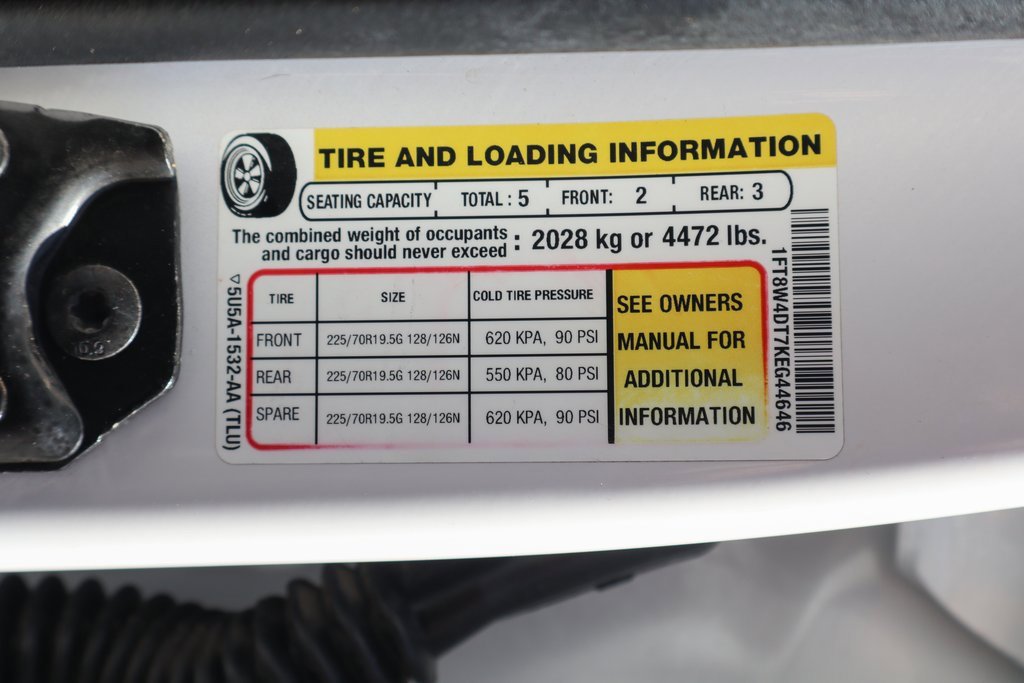 TIRE AND LOADING INFORMATION
SEATING CAPACITY TOTAL : 5 FRONT: 2 REAR: 3
The combined weight of occupants
and cargo should never exceed : 2028 kg or 4472 lbs.
TIRE SIZE COLD TIRE PRESSURE
FRONT 225/70R19.5G 128/126N 620 KPA, 90 PSI
REAR 225/70R19.5G 128/126N 550 KPA, 80 PSI
SPARE 225/70R19.5G 128/126N 620 KPA, 90 PSI
SEE OWNERS
MANUAL FOR
ADDITIONAL
INFORMATION
▽5U5A-1532-AA (TLU)
1FT8W4DT7KEG44646
10.9